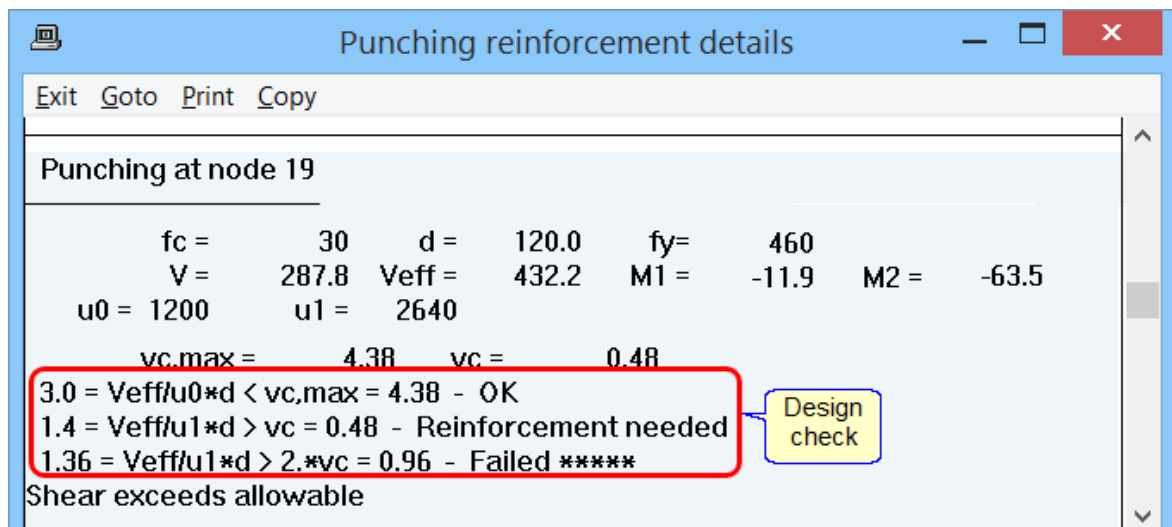 Punching reinforcement details
Exit Goto Print Copy
Punching at node 19
fc = 30 d = 120.0 fy= 460
V = 287.8 Veff = 432.2 M1 = -11.9 M2 = -63.5
u0 = 1200 u1 = 2640
vc.max = 4.38 vc = 0.48
3.0 = Veff/u0*d < vc,max = 4.38 - OK
1.4 = Veff/u1*d > vc = 0.48 - Reinforcement needed
1.36 = Veff/u1*d > 2.*vc = 0.96 - Failed *****
Design
check
Shear exceeds allowable